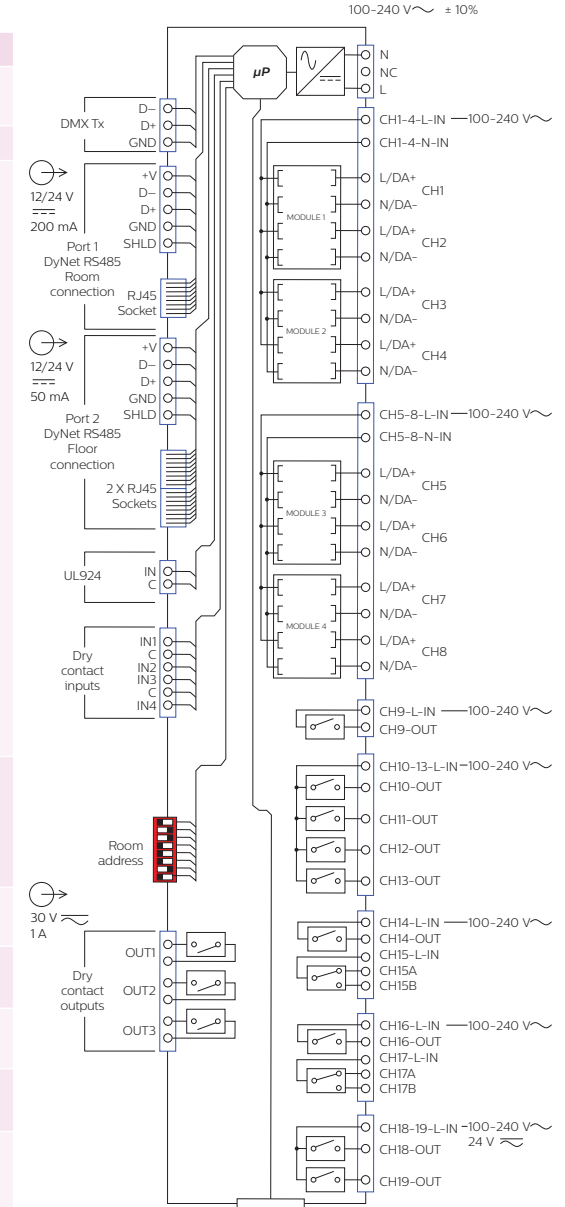 100-240 V ± 10%
µP
N
NC
L
DMX Tx
D−
D+
GND
12/24 V
200 mA
Port 1
DyNet RS485
Room
connection
+V
D−
D+
GND
SHLD
RJ45
Socket
12/24 V
50 mA
Port 2
DyNet RS485
Floor
connection
+V
D−
D+
GND
SHLD
2 X RJ45
Sockets
UL924
IN
C
Dry
contact
inputs
IN1
C
IN2
IN3
C
IN4
Room
address
30 V
1 A
Dry
contact
outputs
OUT1
OUT2
OUT3
CH1-4-L-IN 100-240 V
CH1-4-N-IN
MODULE 1
L/DA+
CH1
N/DA-
L/DA+
CH2
N/DA-
MODULE 2
L/DA+
CH3
N/DA-
L/DA+
CH4
N/DA-
CH5-8-L-IN 100-240 V
CH5-8-N-IN
MODULE 3
L/DA+
CH5
N/DA-
L/DA+
CH6
N/DA-
MODULE 4
L/DA+
CH7
N/DA-
L/DA+
CH8
N/DA-
CH9-L-IN 100-240 V
CH9-OUT
CH10-13-L-IN 100-240 V
CH10-OUT
CH11-OUT
CH12-OUT
CH13-OUT
CH14-L-IN 100-240 V
CH14-OUT
CH15-L-IN
CH15A
CH15B
CH16-L-IN 100-240 V
CH16-OUT
CH17-L-IN
CH17A
CH17B
CH18-19-L-IN 100-240 V
24 V
CH18-OUT
CH19-OUT